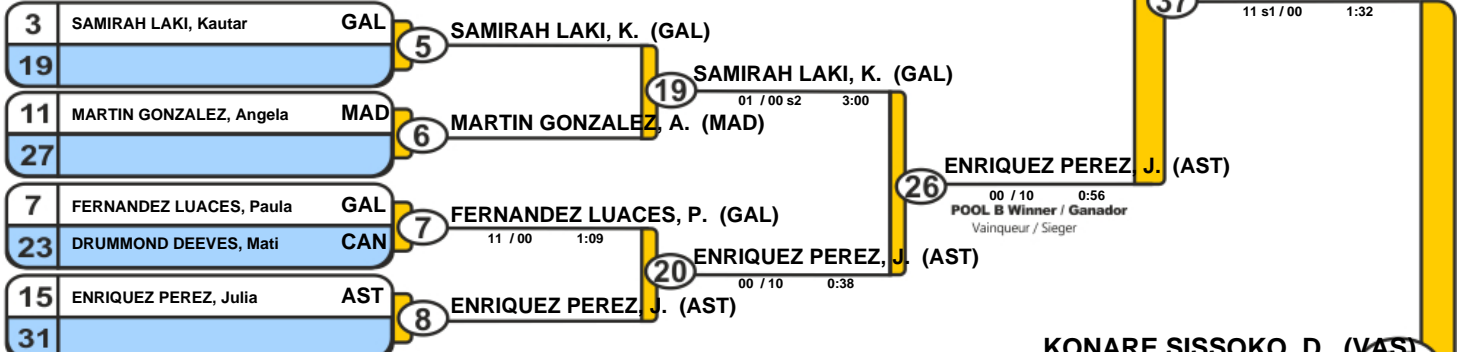 37
11 s1 / 00 1:32
3 SAMIRAH LAKI, Kautar GAL
19
5
SAMIRAH LAKI, K. (GAL)
19
SAMIRAH LAKI, K. (GAL)
01 / 00 s2 3:00
11 MARTIN GONZALEZ, Angela MAD
27
6
MARTIN GONZALEZ, A. (MAD)
26
ENRIQUEZ PEREZ, J. (AST)
00 / 10 0:56
POOL B Winner / Ganador
Vainqueur / Sieger
7 FERNANDEZ LUACES, Paula GAL
23 DRUMMOND DEEVES, Mati CAN
7
FERNANDEZ LUACES, P. (GAL)
11 / 00 1:09
20
ENRIQUEZ PEREZ, J. (AST)
00 / 10 0:38
15 ENRIQUEZ PEREZ, Julia AST
31
8
ENRIQUEZ PEREZ, J. (AST)
KONARE SISSOKO, D. (VAS)